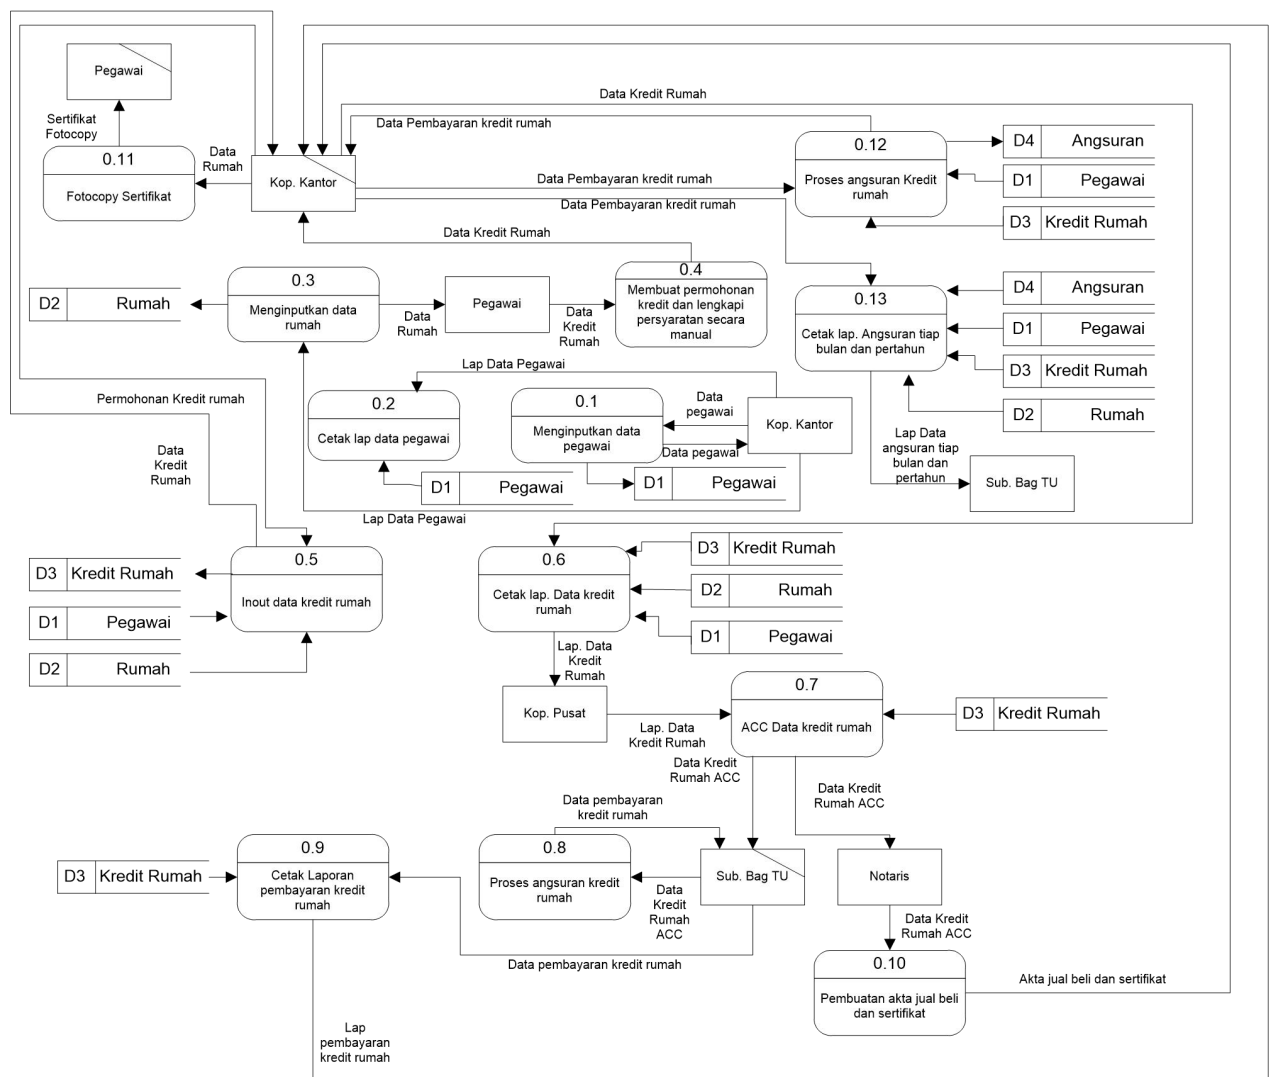 Data Kredit Rumah
Pegawai
Data Pembayaran kredit rumah
Sertifikat
Fotocopy
0.11
Fotocopy Sertifikat
Data
Rumah
Kop. Kantor
0.12
Proses angsuran Kredit
rumah
D4 Angsuran
D1 Pegawai
D3 Kredit Rumah
Data Pembayaran kredit rumah
Data Pembayaran kredit rumah
Data Kredit Rumah
D2 Rumah
0.3
Menginputkan data
rumah
Data
Rumah
Pegawai
Data
Kredit
Rumah
0.4
Membuat permohonan
kredit dan lengkapi
persyaratan secara
manual
0.13
Cetak lap. Angsuran tiap
bulan dan pertahun
D4 Angsuran
D1 Pegawai
D3 Kredit Rumah
D2 Rumah
Lap Data Pegawai
Permohonan Kredit rumah
0.2
Cetak lap data pegawai
0.1
Menginputkan data
pegawai
Data
pegawai
Data pegawai
Kop. Kantor
Lap Data
angsuran tiap
bulan dan
pertahun
Sub. Bag TU
Data
Kredit
Rumah
D1 Pegawai
D1 Pegawai
Lap Data Pegawai
D3 Kredit Rumah
D1 Pegawai
D2 Rumah
0.5
Inout data kredit rumah
0.6
Cetak lap. Data kredit
rumah
D3 Kredit Rumah
D2 Rumah
D1 Pegawai
Lap. Data
Kredit
Rumah
Kop. Pusat
Lap. Data
Kredit Rumah
0.7
ACC Data kredit rumah
D3 Kredit Rumah
Data Kredit
Rumah ACC
Data Kredit
Rumah ACC
Data pembayaran
kredit rumah
D3 Kredit Rumah
0.9
Cetak Laporan
pembayaran kredit
rumah
0.8
Proses angsuran kredit
rumah
Data
Kredit
Rumah
ACC
Sub. Bag TU
Notaris
Data Kredit
Rumah ACC
Data pembayaran kredit rumah
0.10
Pembuatan akta jual beli
dan sertifikat
Akta jual beli dan sertifikat
Lap
pembayaran
kredit rumah